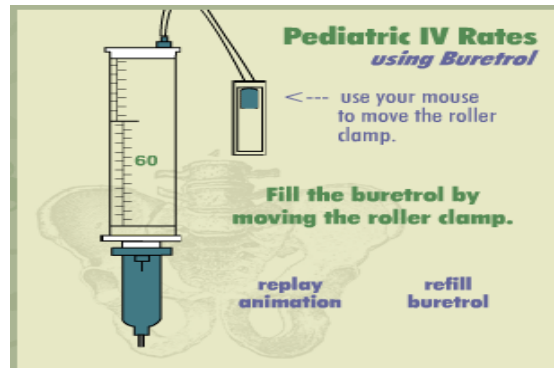 Pediatric IV Rates
using Buretrol
<--- use your mouse
to move the roller
clamp.
60
Fill the buretrol by
moving the roller clamp.
replay
animation
refill
buretrol